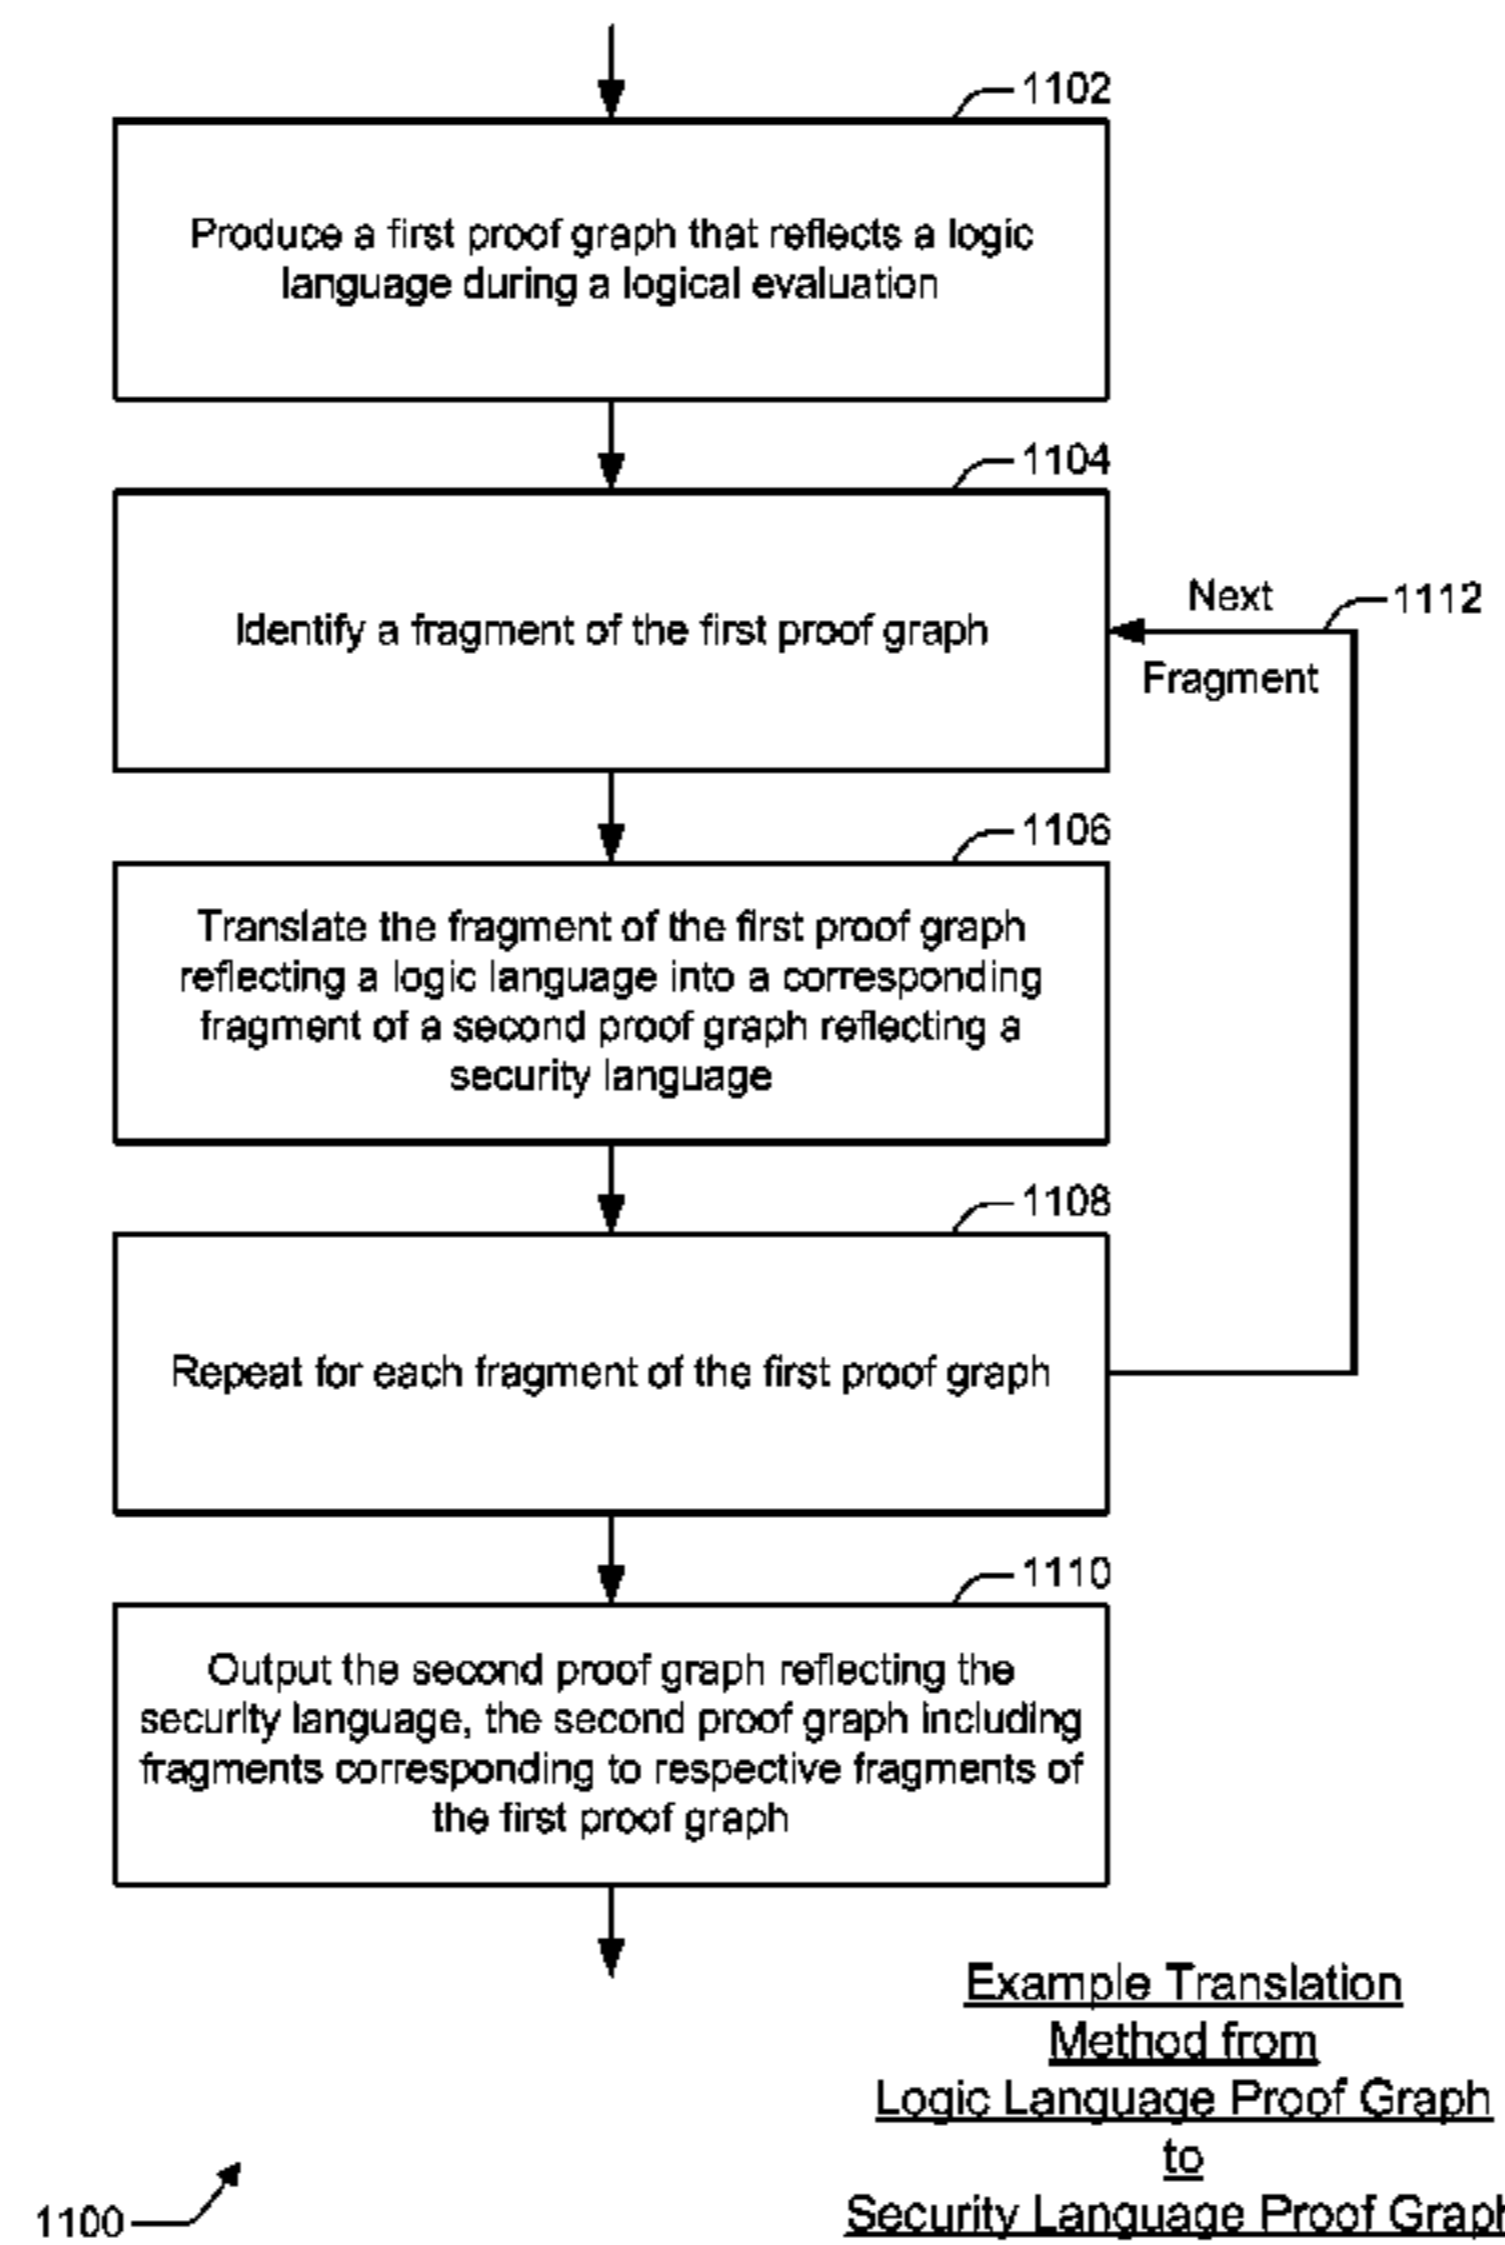 1102
Produce a first proof graph that reflects a logic
language during a logical evaluation
1104
Identify a fragment of the first proof graph
Next
Fragment
1112
1106
Translate the fragment of the first proof graph
reflecting a logic language into a corresponding
fragment of a second proof graph reflecting a
security language
1108
Repeat for each fragment of the first proof graph
1110
Output the second proof graph reflecting the
security language, the second proof graph including
fragments corresponding to respective fragments of
the first proof graph
Example Translation
Method from
Logic Language Proof Graph
to
Security Language Proof Graph
1100